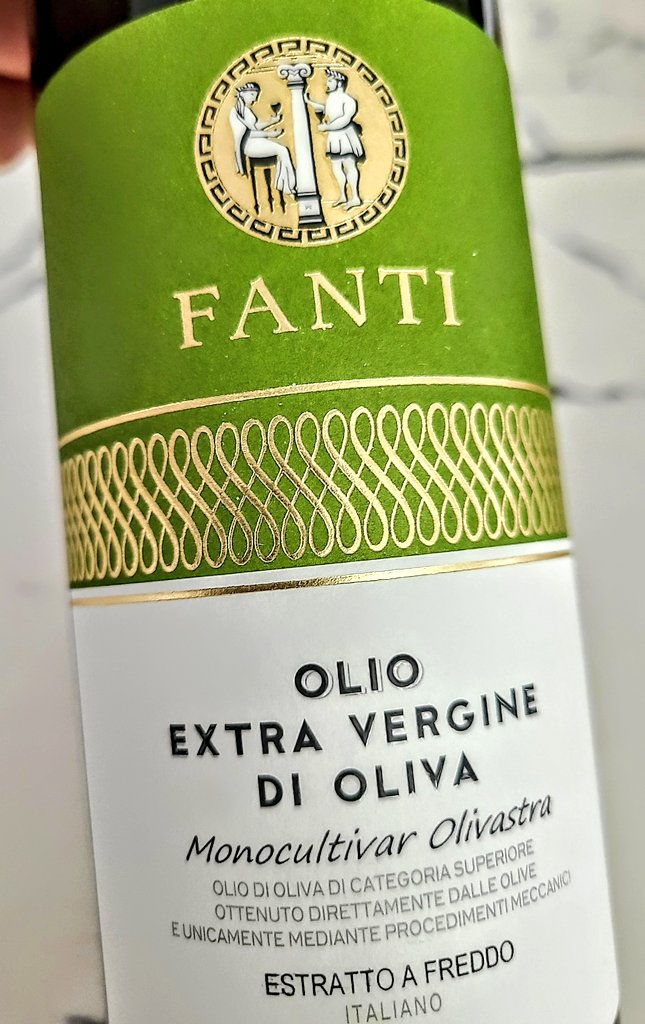 FANTI
OLIO
EXTRA VERGINE
DI OLIVA
Monocultivar Olivastra
OLIO DI OLIVA DI CATEGORIA SUPERIORE
OTTENUTO DIRETTAMENTE DALLE OLIVE
E UNICAMENTE MEDIANTE PROCEDIMENTI MECCANICI
ESTRATTO A FREDDO
ITALIANO